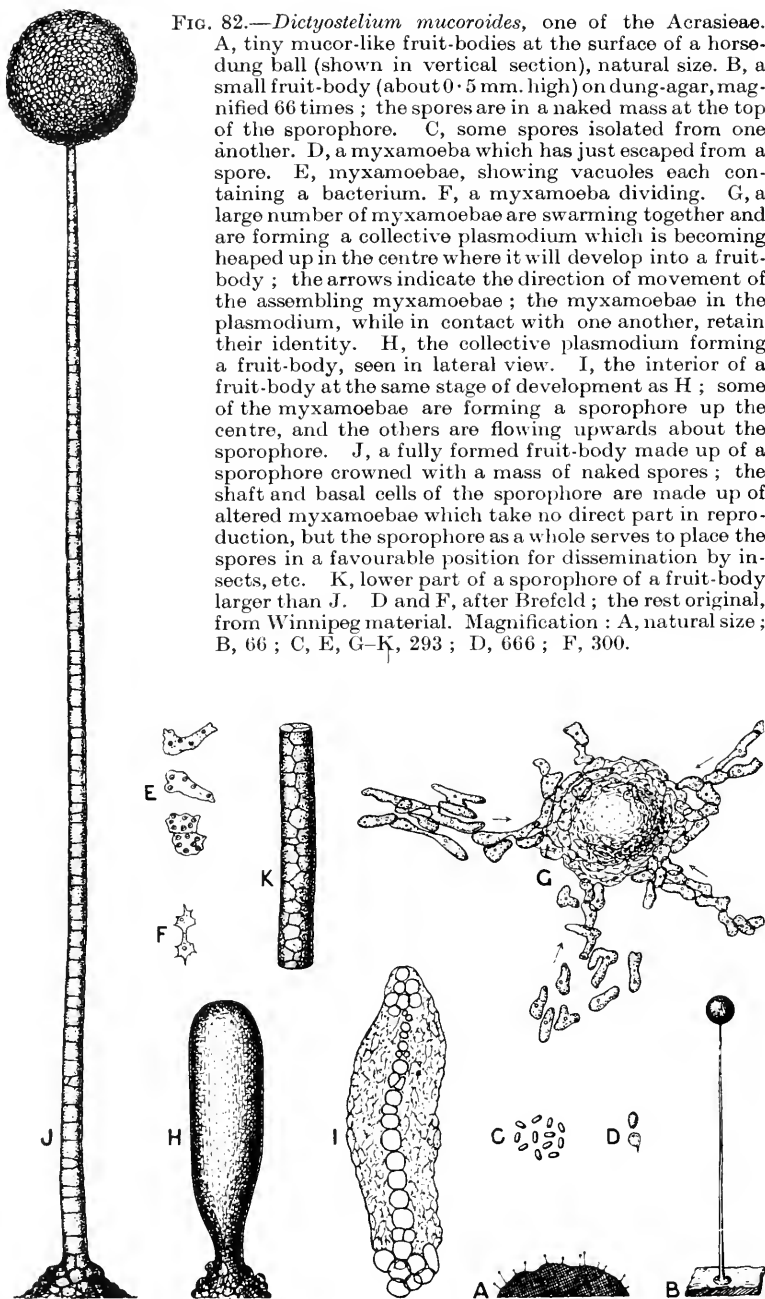 FIG. 82.—Dictyostelium mucoroides, one of the Acrasieae.
A, tiny mucor-like fruit-bodies at the surface of a horse-
dung ball (shown in vertical section), natural size. B, a
small fruit-body (about 0·5 mm. high) on dung-agar, mag-
nified 66 times ; the spores are in a naked mass at the top
of the sporophore. C, some spores isolated from one
another. D, a myxamoeba which has just escaped from a
spore. E, myxamoebae, showing vacuoles each con-
taining a bacterium. F, a myxamoeba dividing. G, a
large number of myxamoebae are swarming together and
are forming a collective plasmodium which is becoming
heaped up in the centre where it will develop into a fruit-
body ; the arrows indicate the direction of movement of
the assembling myxamoebae ; the myxamoebae in the
plasmodium, while in contact with one another, retain
their identity. H, the collective plasmodium forming
a fruit-body, seen in lateral view. I, the interior of a
fruit-body at the same stage of development as H ; some
of the myxamoebae are forming a sporophore up the
centre, and the others are flowing upwards about the
sporophore. J, a fully formed fruit-body made up of a
sporophore crowned with a mass of naked spores ; the
shaft and basal cells of the sporophore are made up of
altered myxamoebae which take no direct part in repro-
duction, but the sporophore as a whole serves to place the
spores in a favourable position for dissemination by in-
sects, etc. K, lower part of a sporophore of a fruit-body
larger than J. D and F, after Brefeld ; the rest original,
from Winnipeg material. Magnification : A, natural size ;
B, 66 ; C, E, G–K, 293 ; D, 666 ; F, 300.
E
K
G
F
J
H
I
C
D
A
B